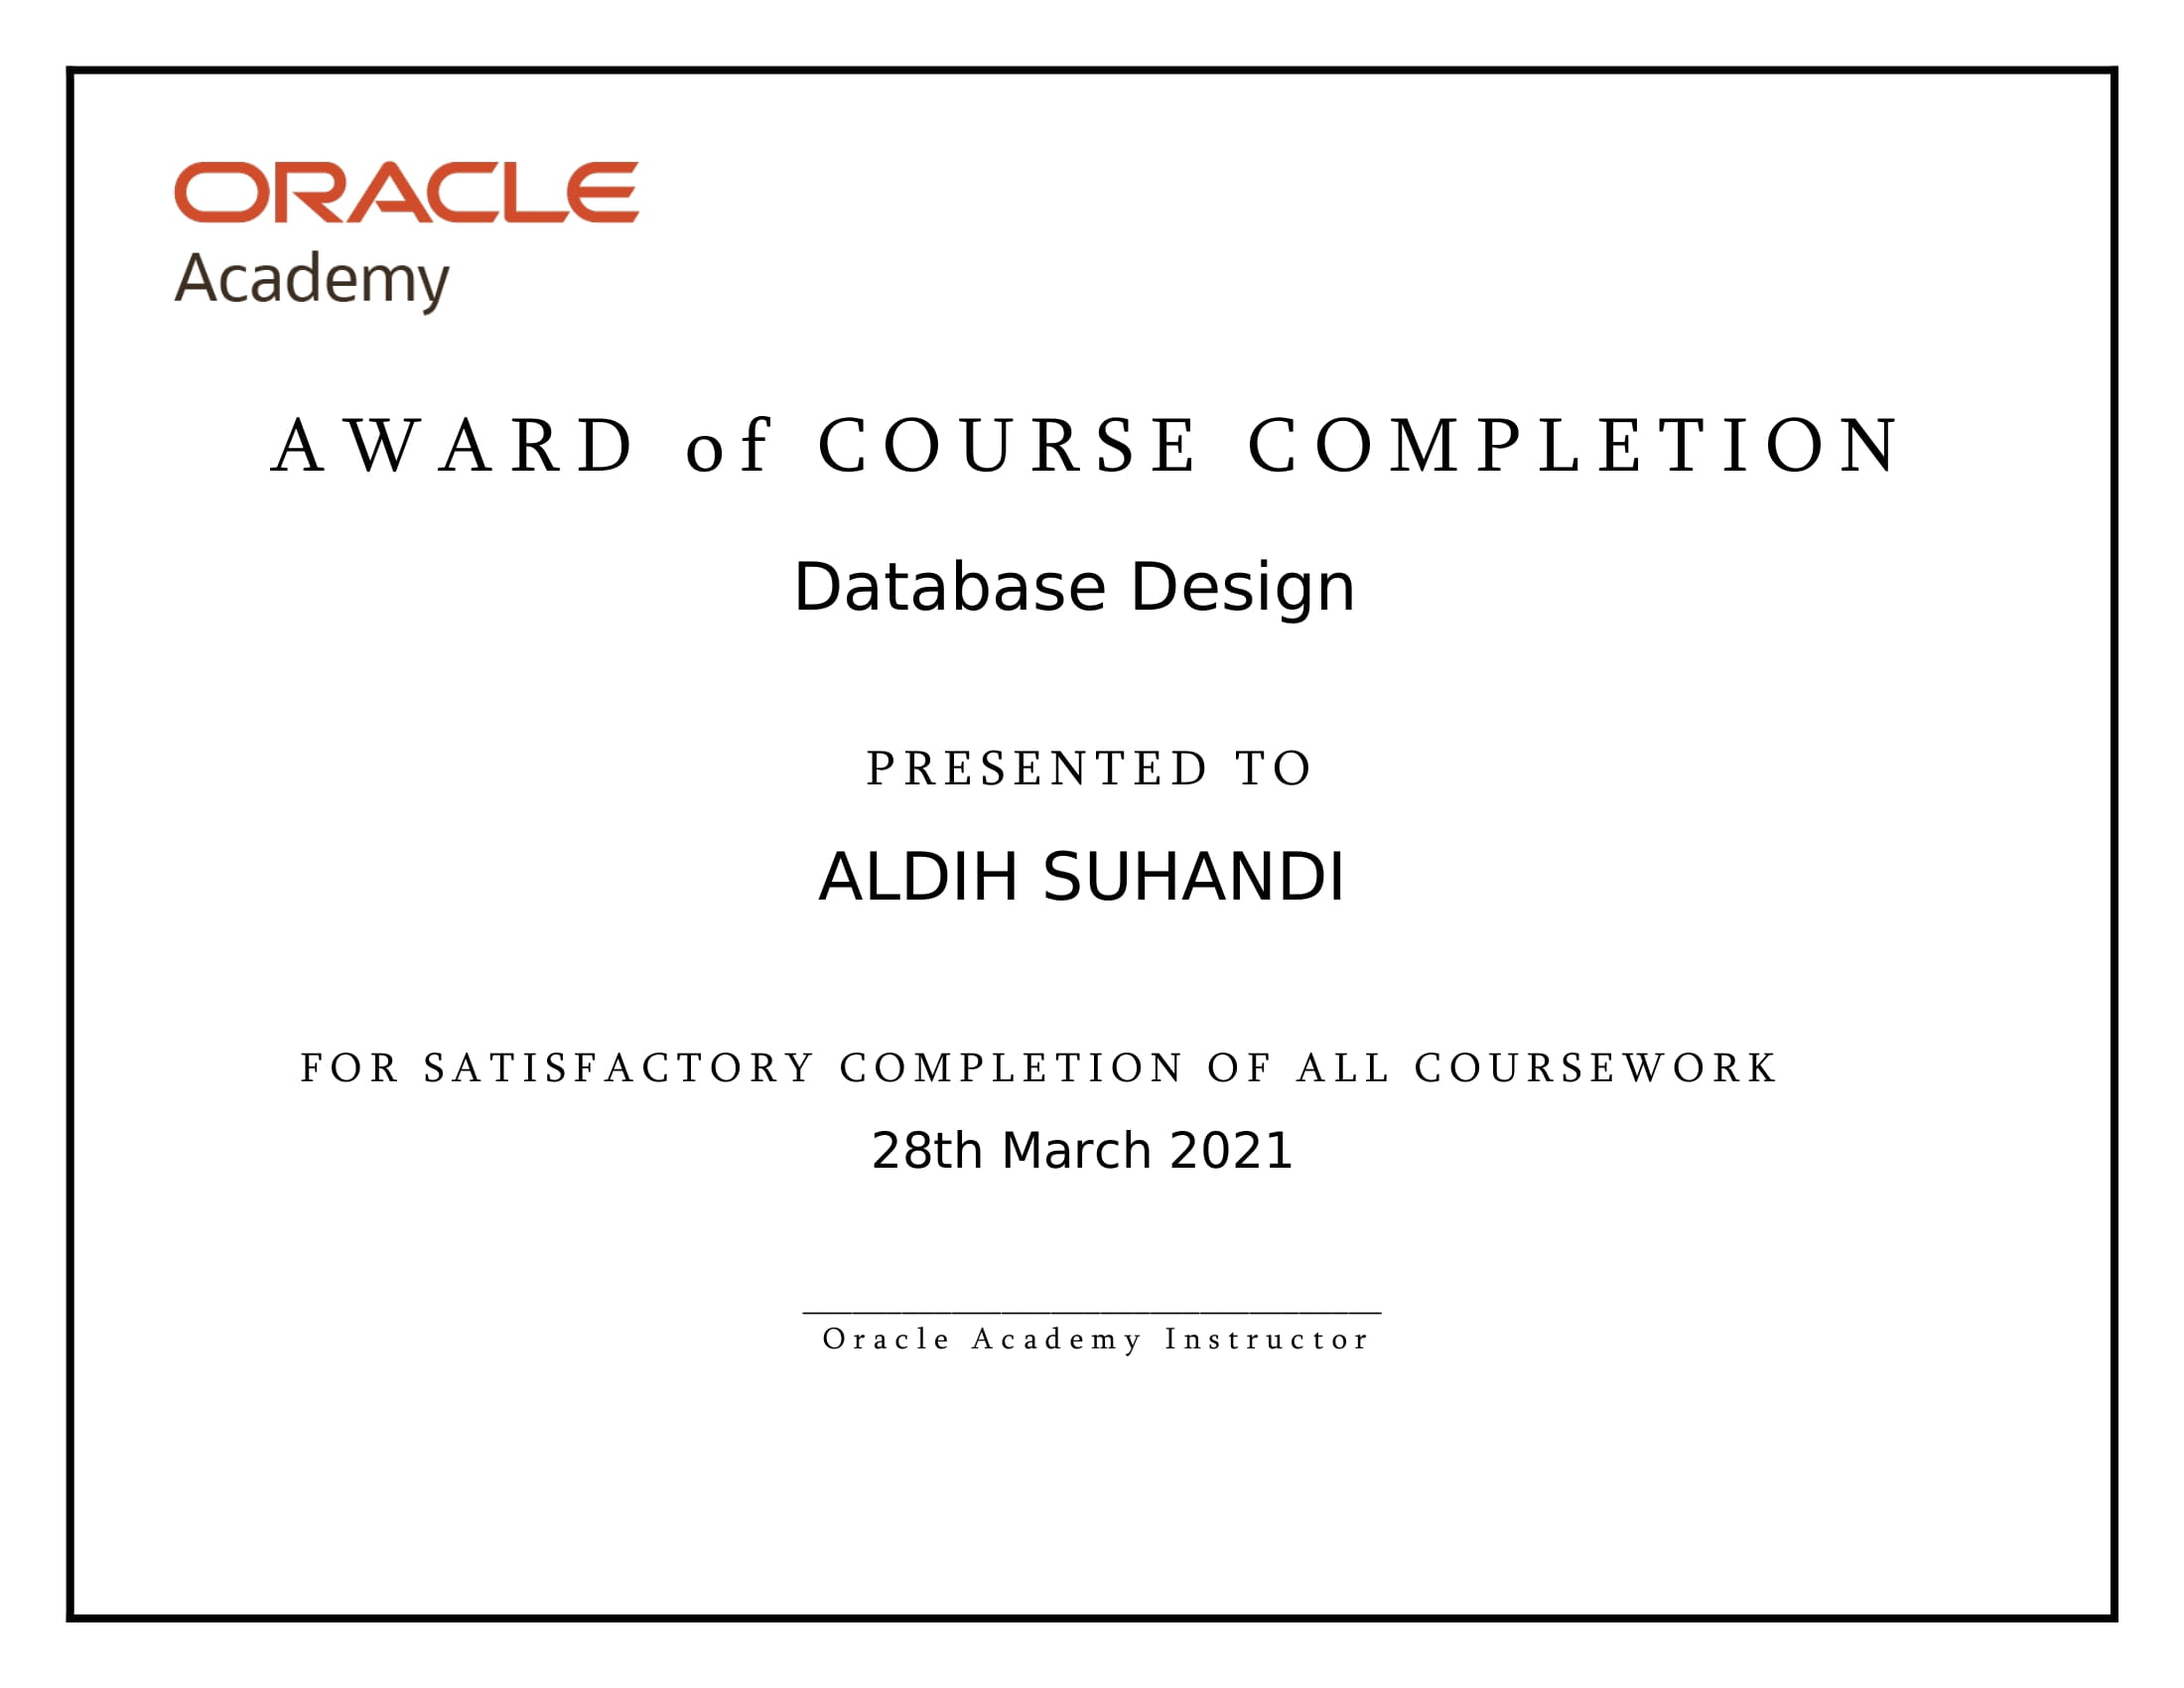 ORACLE
Academy
AWARD of COURSE COMPLETION
Database Design
PRESENTED TO
ALDIH SUHANDI
FOR SATISFACTORY COMPLETION OF ALL COURSEWORK
28th March 2021
Oracle Academy Instructor